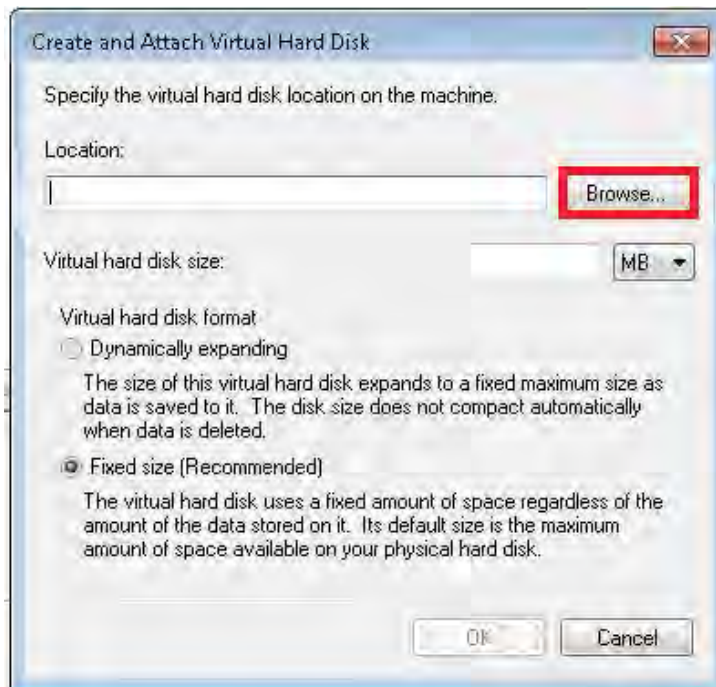 Create and Attach Virtual Hard Disk
Specify the virtual hard disk location on the machine.
Location:
Browse...
Virtual hard disk size:
MB
Virtual hard disk format
Dynamically expanding
The size of this virtual hard disk expands to a fixed maximum size as
data is saved to it. The disk size does not compact automatically
when data is deleted.
Fixed size (Recommended)
The virtual hard disk uses a fixed amount of space regardless of the
amount of the data stored on it. Its default size is the maximum
amount of space available on your physical hard disk.
OK
Cancel